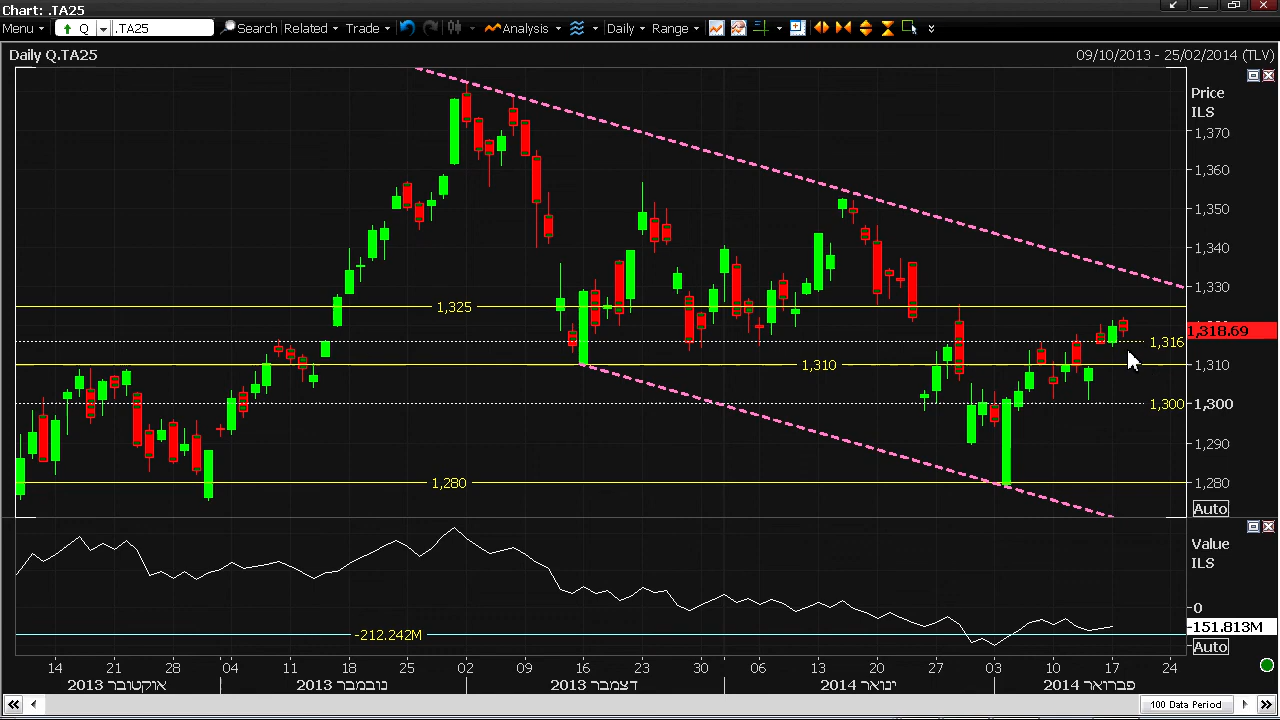 Chart: .TA25
Menu Q .TA25 Search Related Trade Analysis Daily Range
Daily Q.TA25 09/10/2013 - 25/02/2014 (TLV)
Price
ILS
1,370
1,360
1,350
1,340
1,330
1,325
1,318.69
1,316
1,310 1,310
1,300 1,300
1,290
1,280 1,280
Auto
Value
ILS
0
-151.813M
-212.242M
Auto
14 21 28 04 11 18 25 02 09 16 23 30 06 13 20 27 03 10 17 24
אוקטובר 2013 נובמבר 2013 דצמבר 2013 ינואר 2014 פברואר 2014
100 Data Period